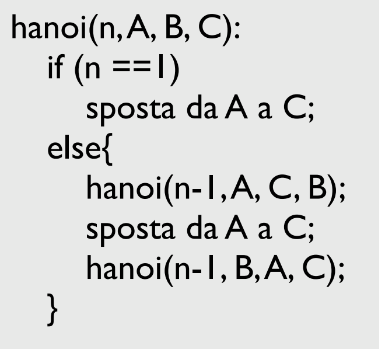 hanoi(n, A, B, C):
if (n ==1)
sposta da A a C;
else{
hanoi(n-1, A, C, B);
sposta da A a C;
hanoi(n-1, B, A, C);
}